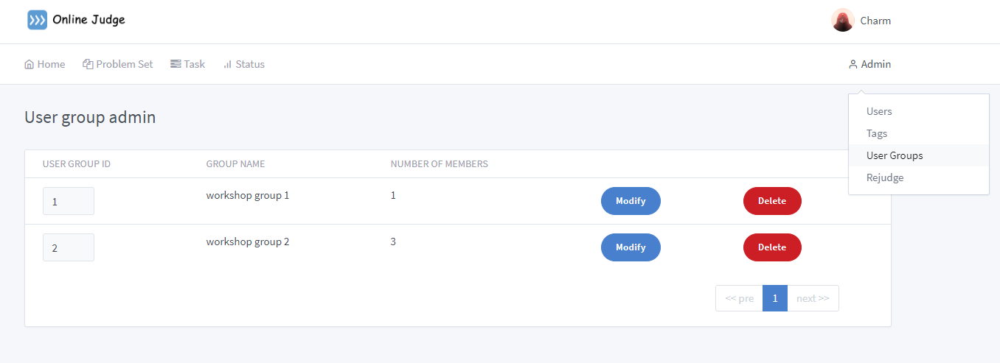 Online Judge
Charm
Home Problem Set Task Status
Admin
Users
Tags
User Groups
Rejudge
User group admin
USER GROUP ID GROUP NAME NUMBER OF MEMBERS
1 workshop group 1 1 Modify Delete
2 workshop group 2 3 Modify Delete
<< pre 1 next >>